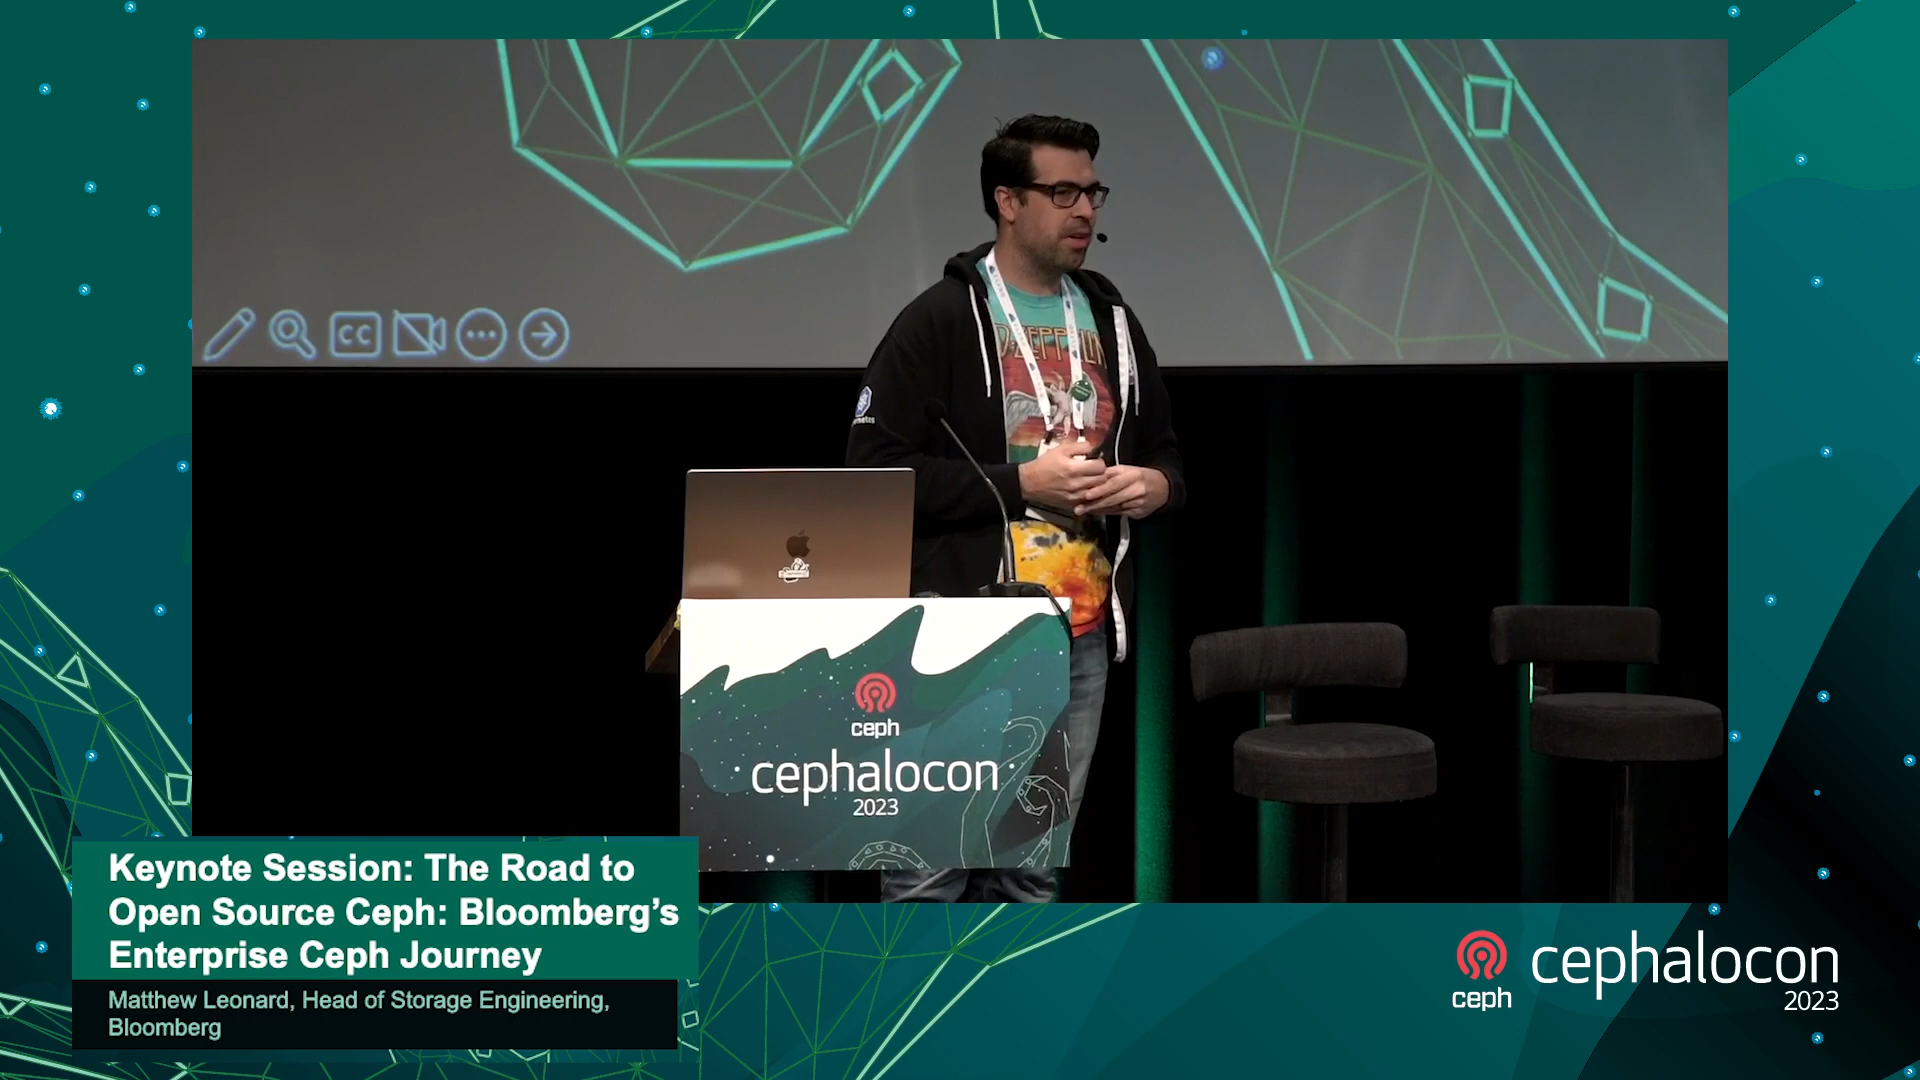 CC
ceph
cephalocon
2023
Keynote Session: The Road to
Open Source Ceph: Bloomberg’s
Enterprise Ceph Journey
Matthew Leonard, Head of Storage Engineering,
Bloomberg
ceph
cephalocon
2023